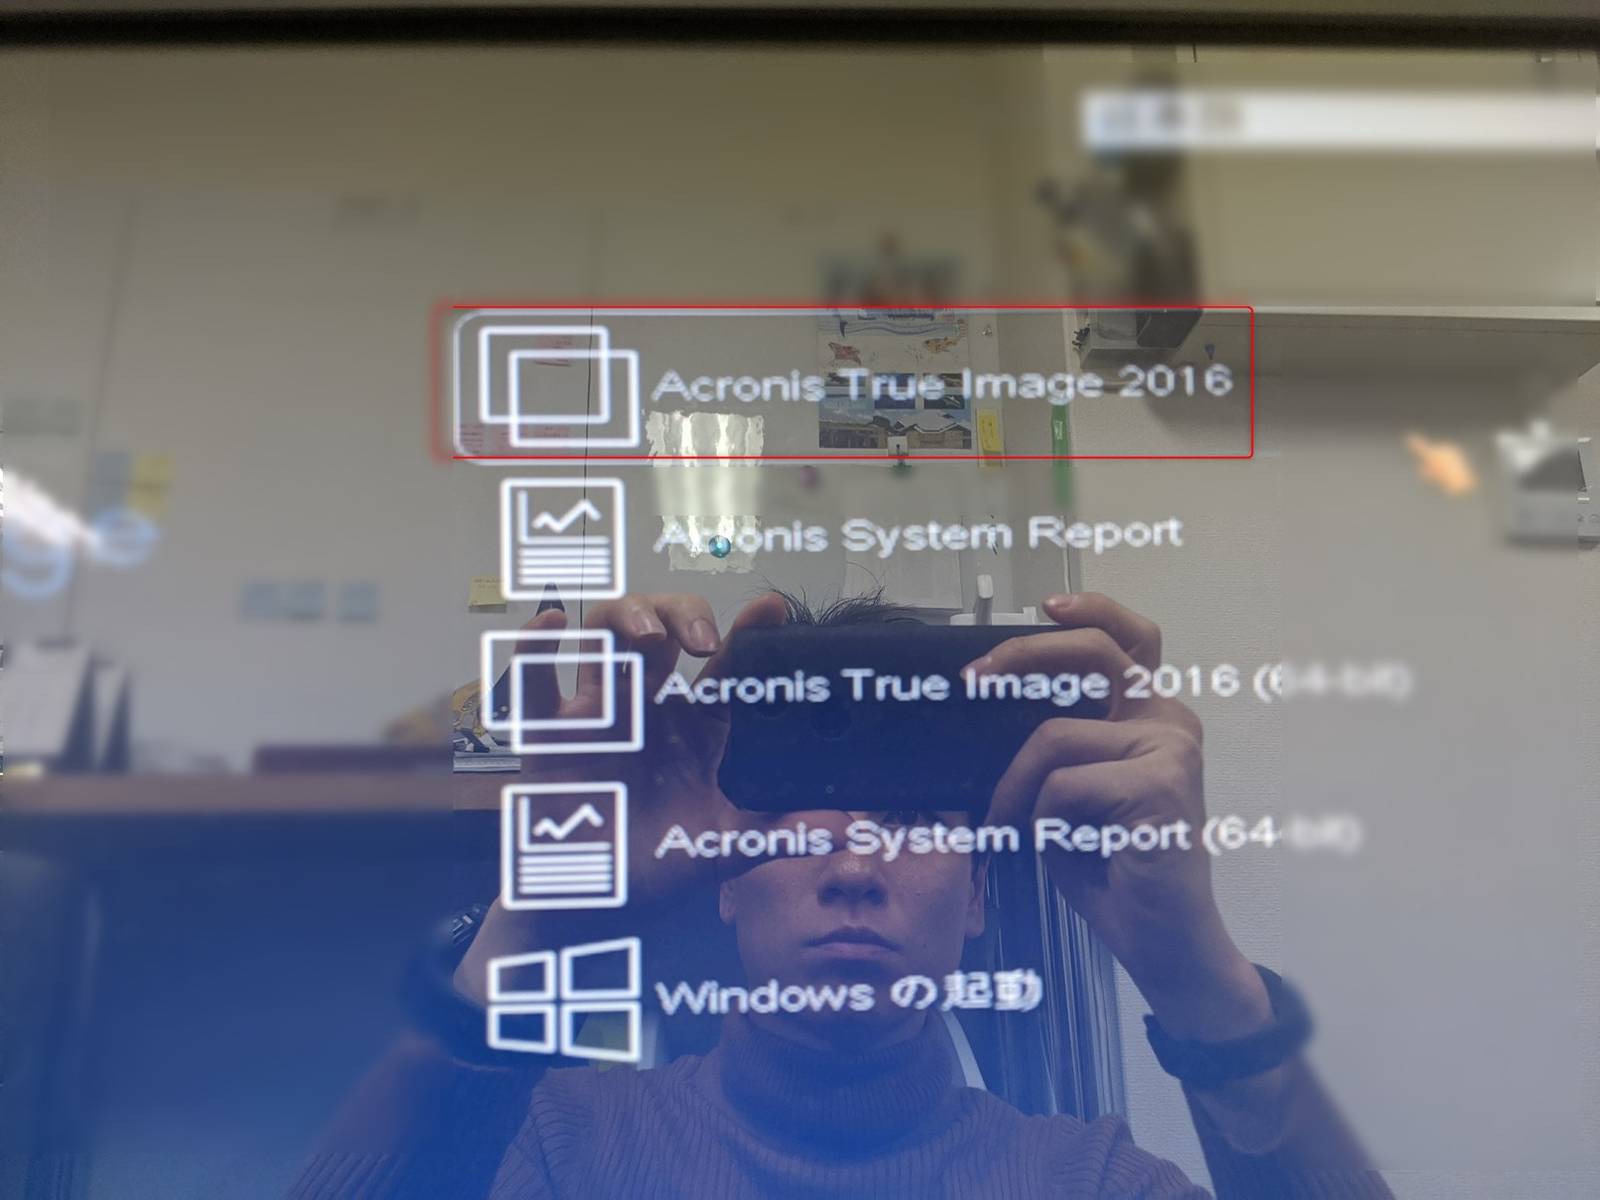 Acronis True Image 2016
Acronis System Report
Acronis True Image 2016 (64-bit)
Acronis System Report (64-bit)
Windows の起動